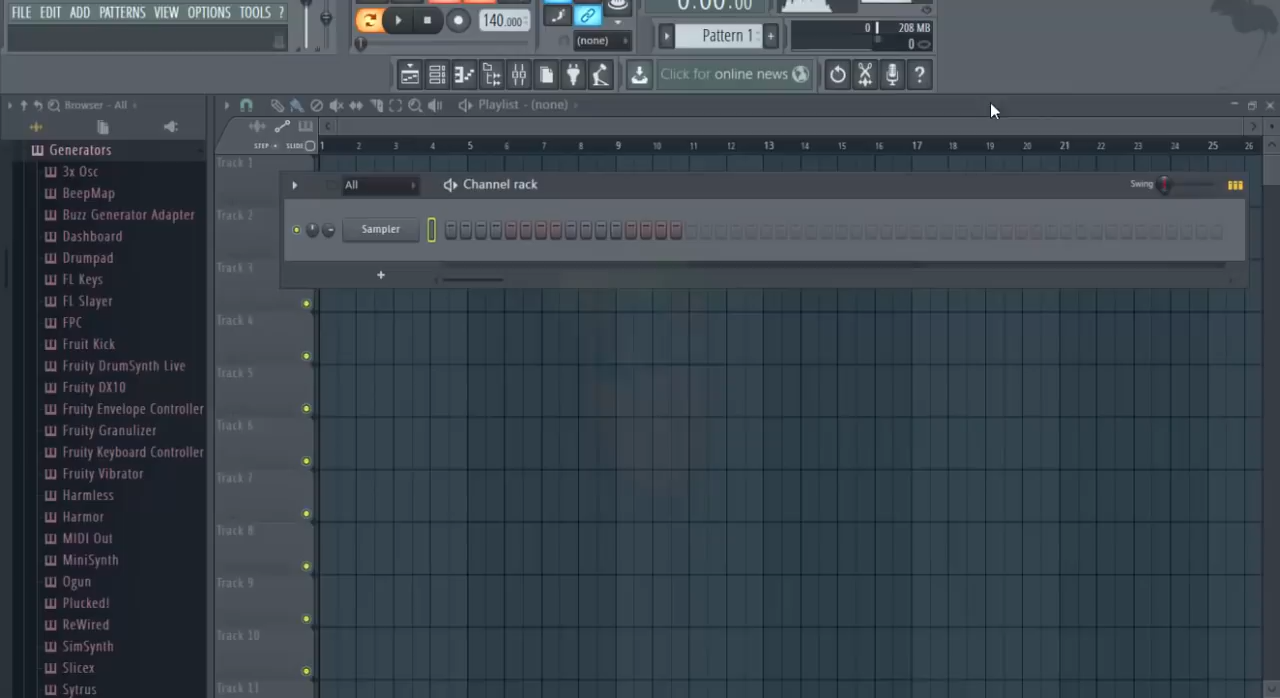 FILE EDIT ADD PATTERNS VIEW OPTIONS TOOLS ?
140.000
0:00:00
(none)
Pattern 1
+
0
208 MB
0
Click for online news
?
Browser - All
Playlist - (none)
STEP
SLIDE
1 2 3 4 5 6 7 8 9 10 11 12 13 14 15 16 17 18 19 20 21 22 23 24 25 26
Generators
3x Osc
BeepMap
Buzz Generator Adapter
Dashboard
Drumpad
FL Keys
FL Slayer
FPC
Fruit Kick
Fruity DrumSynth Live
Fruity DX10
Fruity Envelope Controller
Fruity Granulizer
Fruity Keyboard Controller
Fruity Vibrator
Harmless
Harmor
MIDI Out
MiniSynth
Ogun
Plucked!
ReWired
SimSynth
Slicex
Sytrus
Track 1
Track 2
Track 3
Track 4
Track 5
Track 6
Track 7
Track 8
Track 9
Track 10
Track 11
All
Channel rack
Swing
Sampler
+